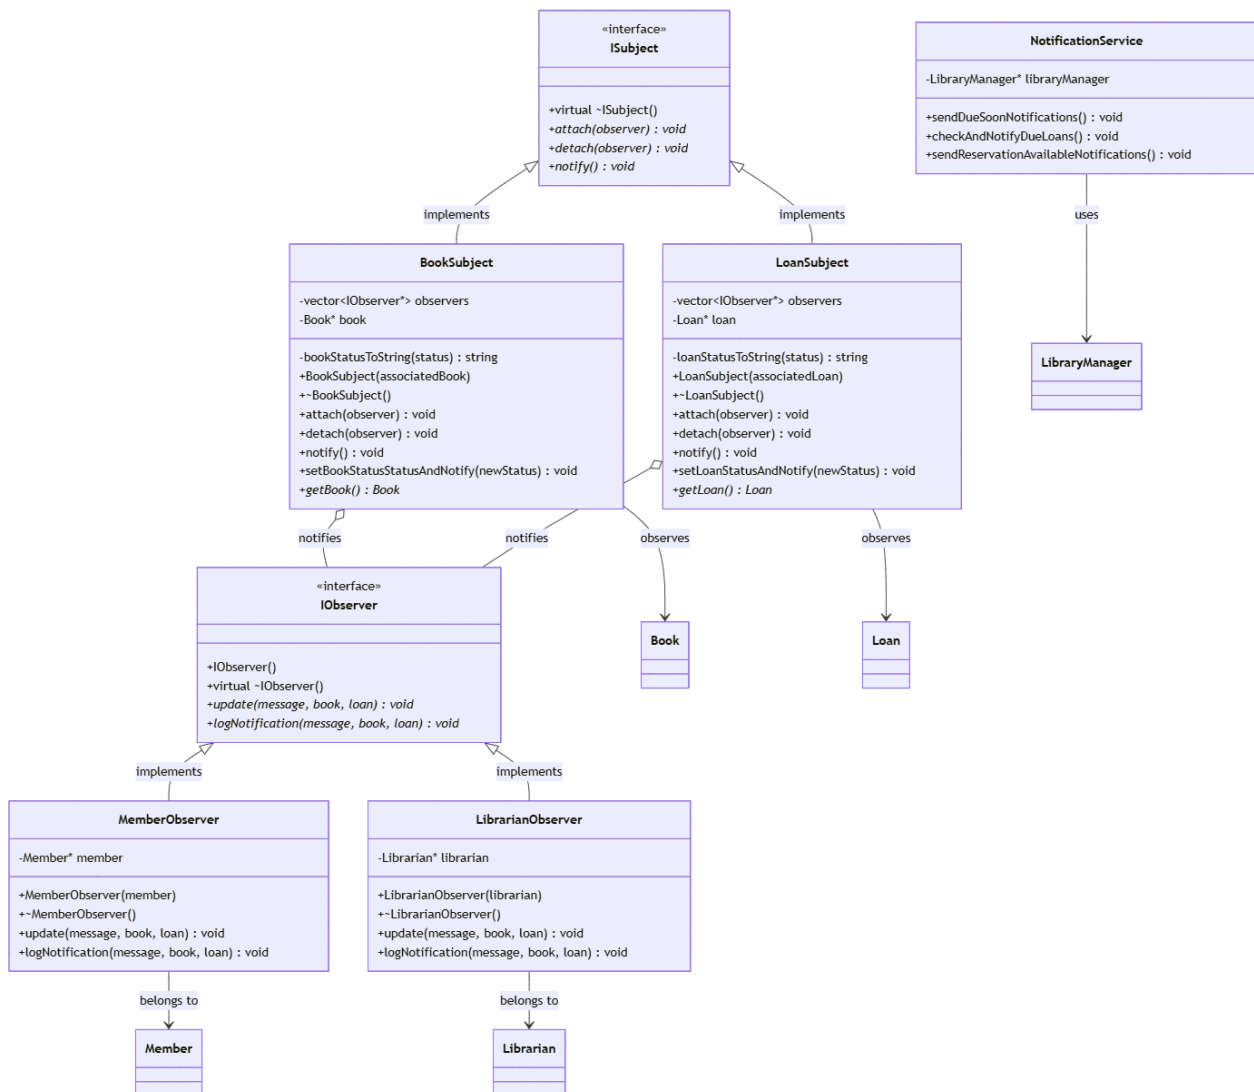 «interface»
ISubject
+virtual ~ISubject()
+attach(observer) : void
+detach(observer) : void
+notify() : void
NotificationService
-LibraryManager* libraryManager
+sendDueSoonNotifications() : void
+checkAndNotifyDueLoans() : void
+sendReservationAvailableNotifications() : void
implements
implements
uses
BookSubject
-vector<IObserver*> observers
-Book* book
-bookStatusToString(status) : string
+BookSubject(associatedBook)
+~BookSubject()
+attach(observer) : void
+detach(observer) : void
+notify() : void
+setBookStatusStatusAndNotify(newStatus) : void
+getBook() : Book
LoanSubject
-vector<IObserver*> observers
-Loan* loan
-loanStatusToString(status) : string
+LoanSubject(associatedLoan)
+~LoanSubject()
+attach(observer) : void
+detach(observer) : void
+notify() : void
+setLoanStatusAndNotify(newStatus) : void
+getLoan() : Loan
LibraryManager
notifies
notifies
observes
observes
«interface»
IObserver
+IObserver()
+virtual ~IObserver()
+update(message, book, loan) : void
+logNotification(message, book, loan) : void
Book
Loan
implements
implements
MemberObserver
-Member* member
+MemberObserver(member)
+~MemberObserver()
+update(message, book, loan) : void
+logNotification(message, book, loan) : void
LibrarianObserver
-Librarian* librarian
+LibrarianObserver(librarian)
+~LibrarianObserver()
+update(message, book, loan) : void
+logNotification(message, book, loan) : void
belongs to
belongs to
Member
Librarian